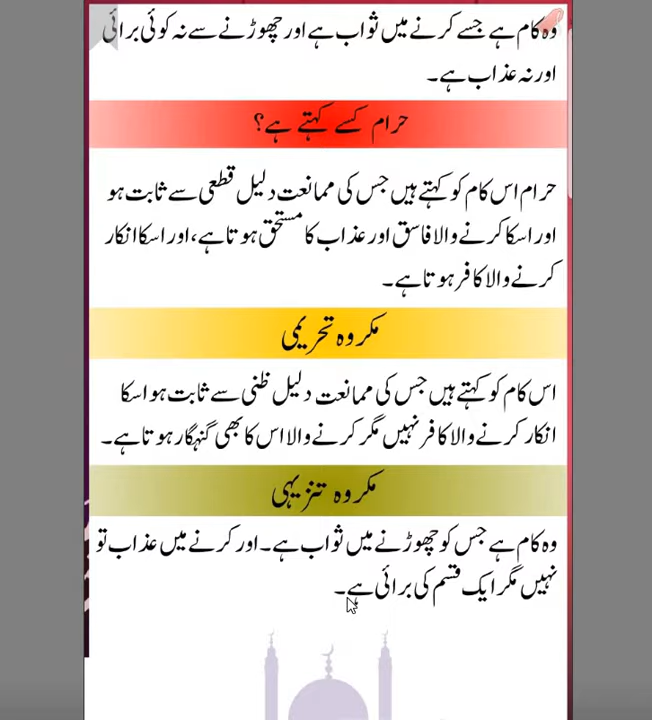 وہ کام ہے جسے کرنے میں ثواب ہے اور چھوڑنے سے نہ کوئی برائی
اور نہ عذاب ہے۔
حرام کسے کہتے ہے؟
حرام اس کام کو کہتے ہیں جس کی ممانعت دلیل قطعی سے ثابت ہو
اور اسکا کرنے والا فاسق اور عذاب کا مستحق ہوتا ہے، اور اسکا انکار
کرنے والا کافر ہوتا ہے۔
مکروہ تحریمی
اس کام کو کہتے ہیں جس کی ممانعت دلیل ظنی سے ثابت ہو اسکا
انکار کرنے والا کافر نہیں مگر کرنے والا اس کا بھی گنہگار ہوتا ہے۔
مکروہ تنزیہی
وہ کام ہے جس کو چھوڑنے میں ثواب ہے۔ اور کرنے میں عذاب تو
نہیں مگر ایک قسم کی برائی ہے۔